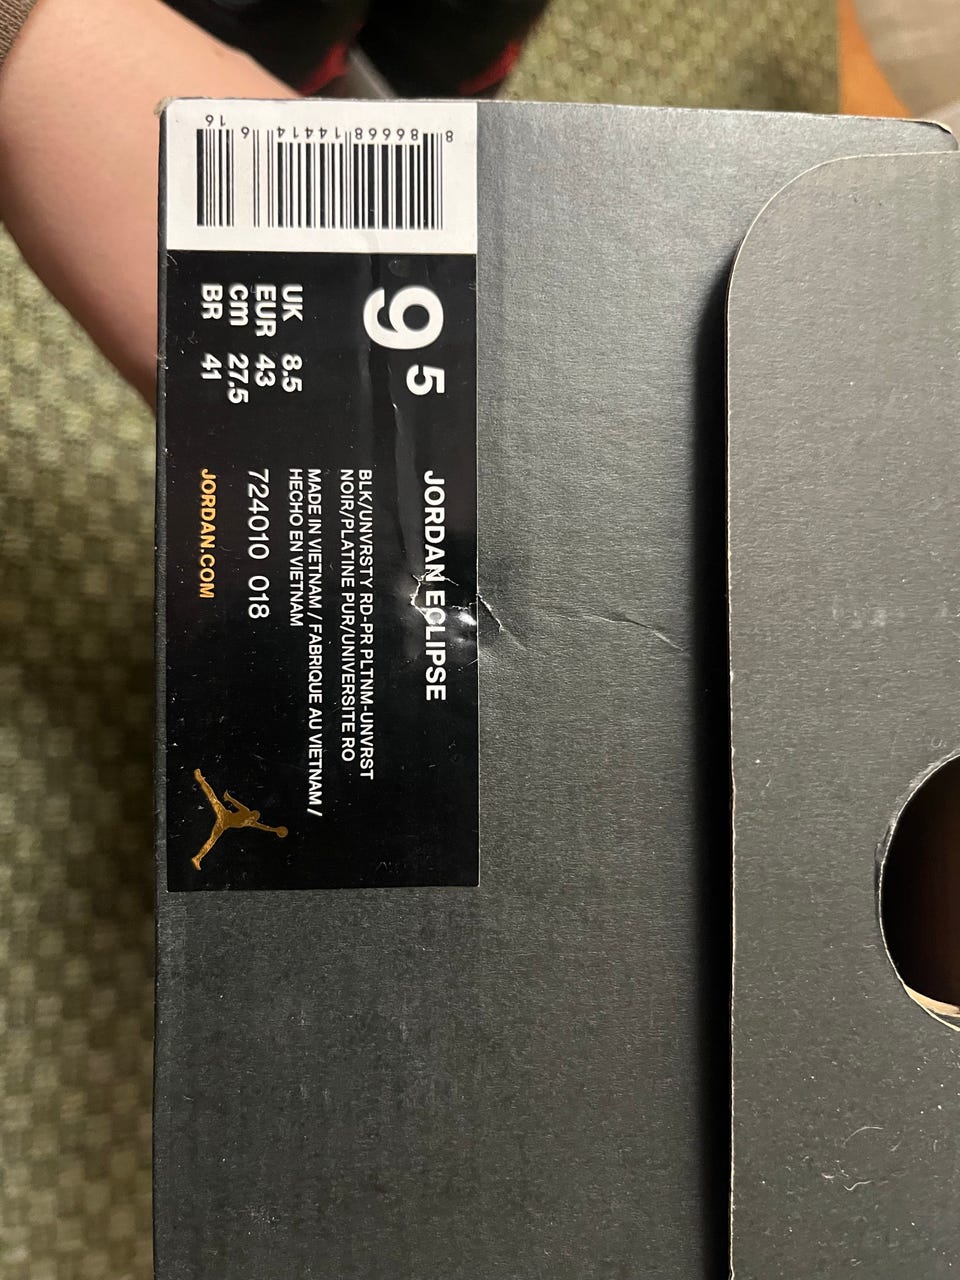 8 86668 14414 6 16
9 5
UK 8.5
EUR 43
cm 27.5
BR 41
JORDAN ECLIPSE
BLK/UNVRSTY RD-PR PLTNM-UNVRST
NOIR/PLATINE PUR/UNIVERSITE RO
MADE IN VIETNAM / FABRIQUE AU VIETNAM /
HECHO EN VIETNAM
724010 018
JORDAN.COM